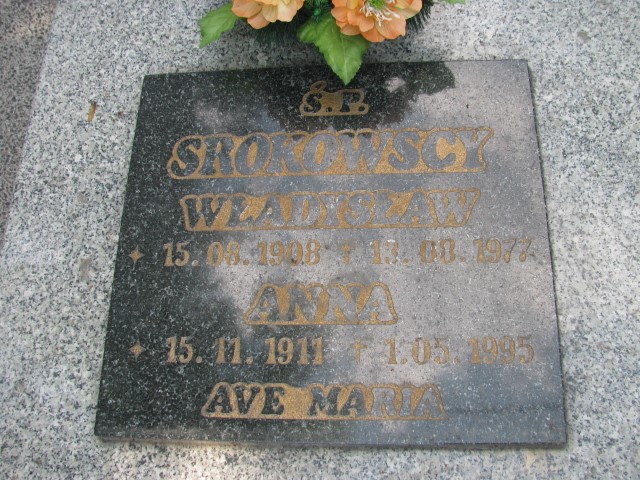 Ś.P.
SROKOWSCY
WŁADYSŁAW
15.08.1908 † 13.08.1977
ANNA
15.11.1911 † 1.05.1995
AVE MARIA